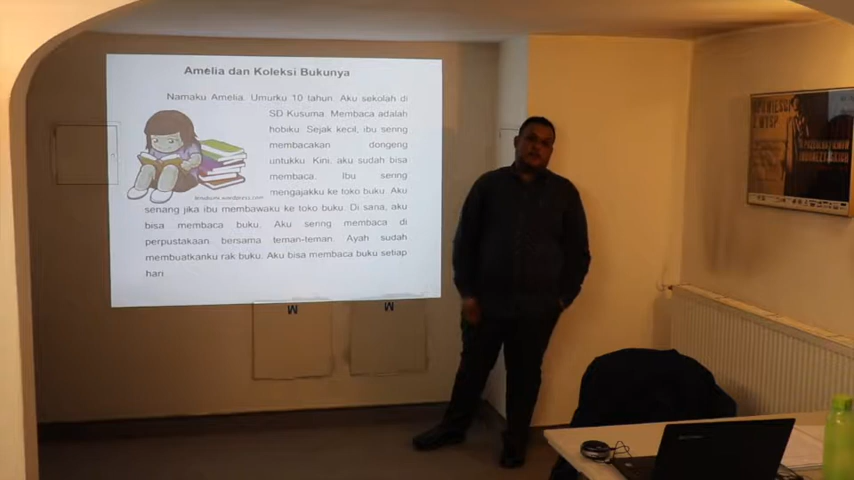 Amelia dan Koleksi Bukunya
Namaku Amelia. Umurku 10 tahun. Aku sekolah di
SD Kusuma. Membaca adalah
hobiku. Sejak kecil, ibu sering
membacakan dongeng
untukku. Kini, aku sudah bisa
membaca. Ibu sering
mengajakku ke toko buku. Aku
senang jika ibu membawaku ke toko buku. Di sana, aku
bisa membaca buku. Aku sering membaca di
perpustakaan bersama teman-teman. Ayah sudah
membuatkanku rak buku. Aku bisa membaca buku setiap
hari
M
M